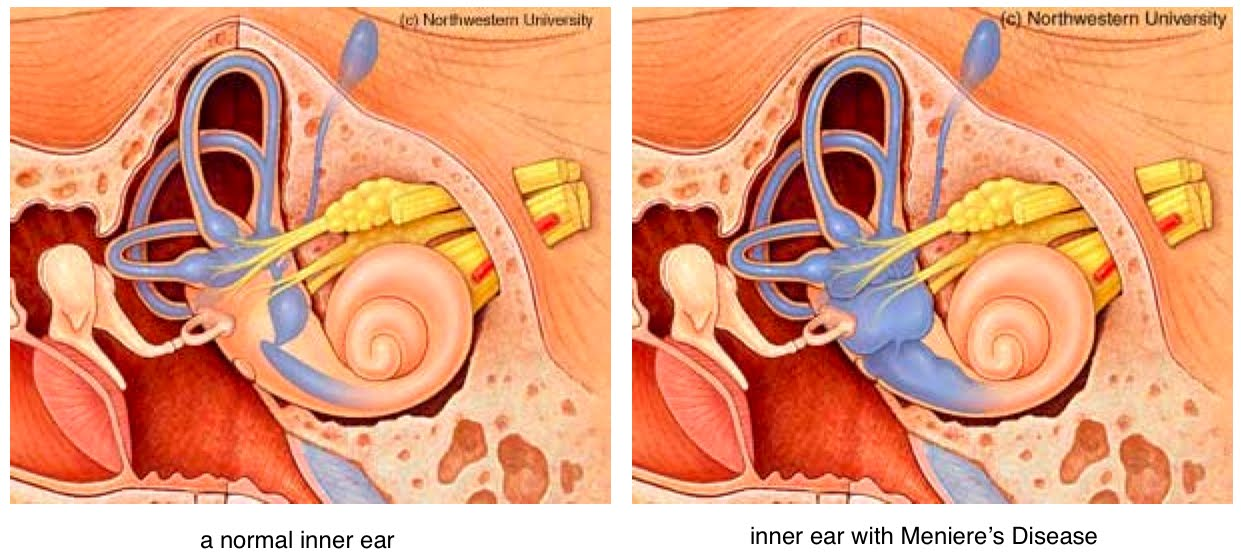 (c) Northwestern University
(c) Northwestern University
a normal inner ear
inner ear with Meniere’s Disease